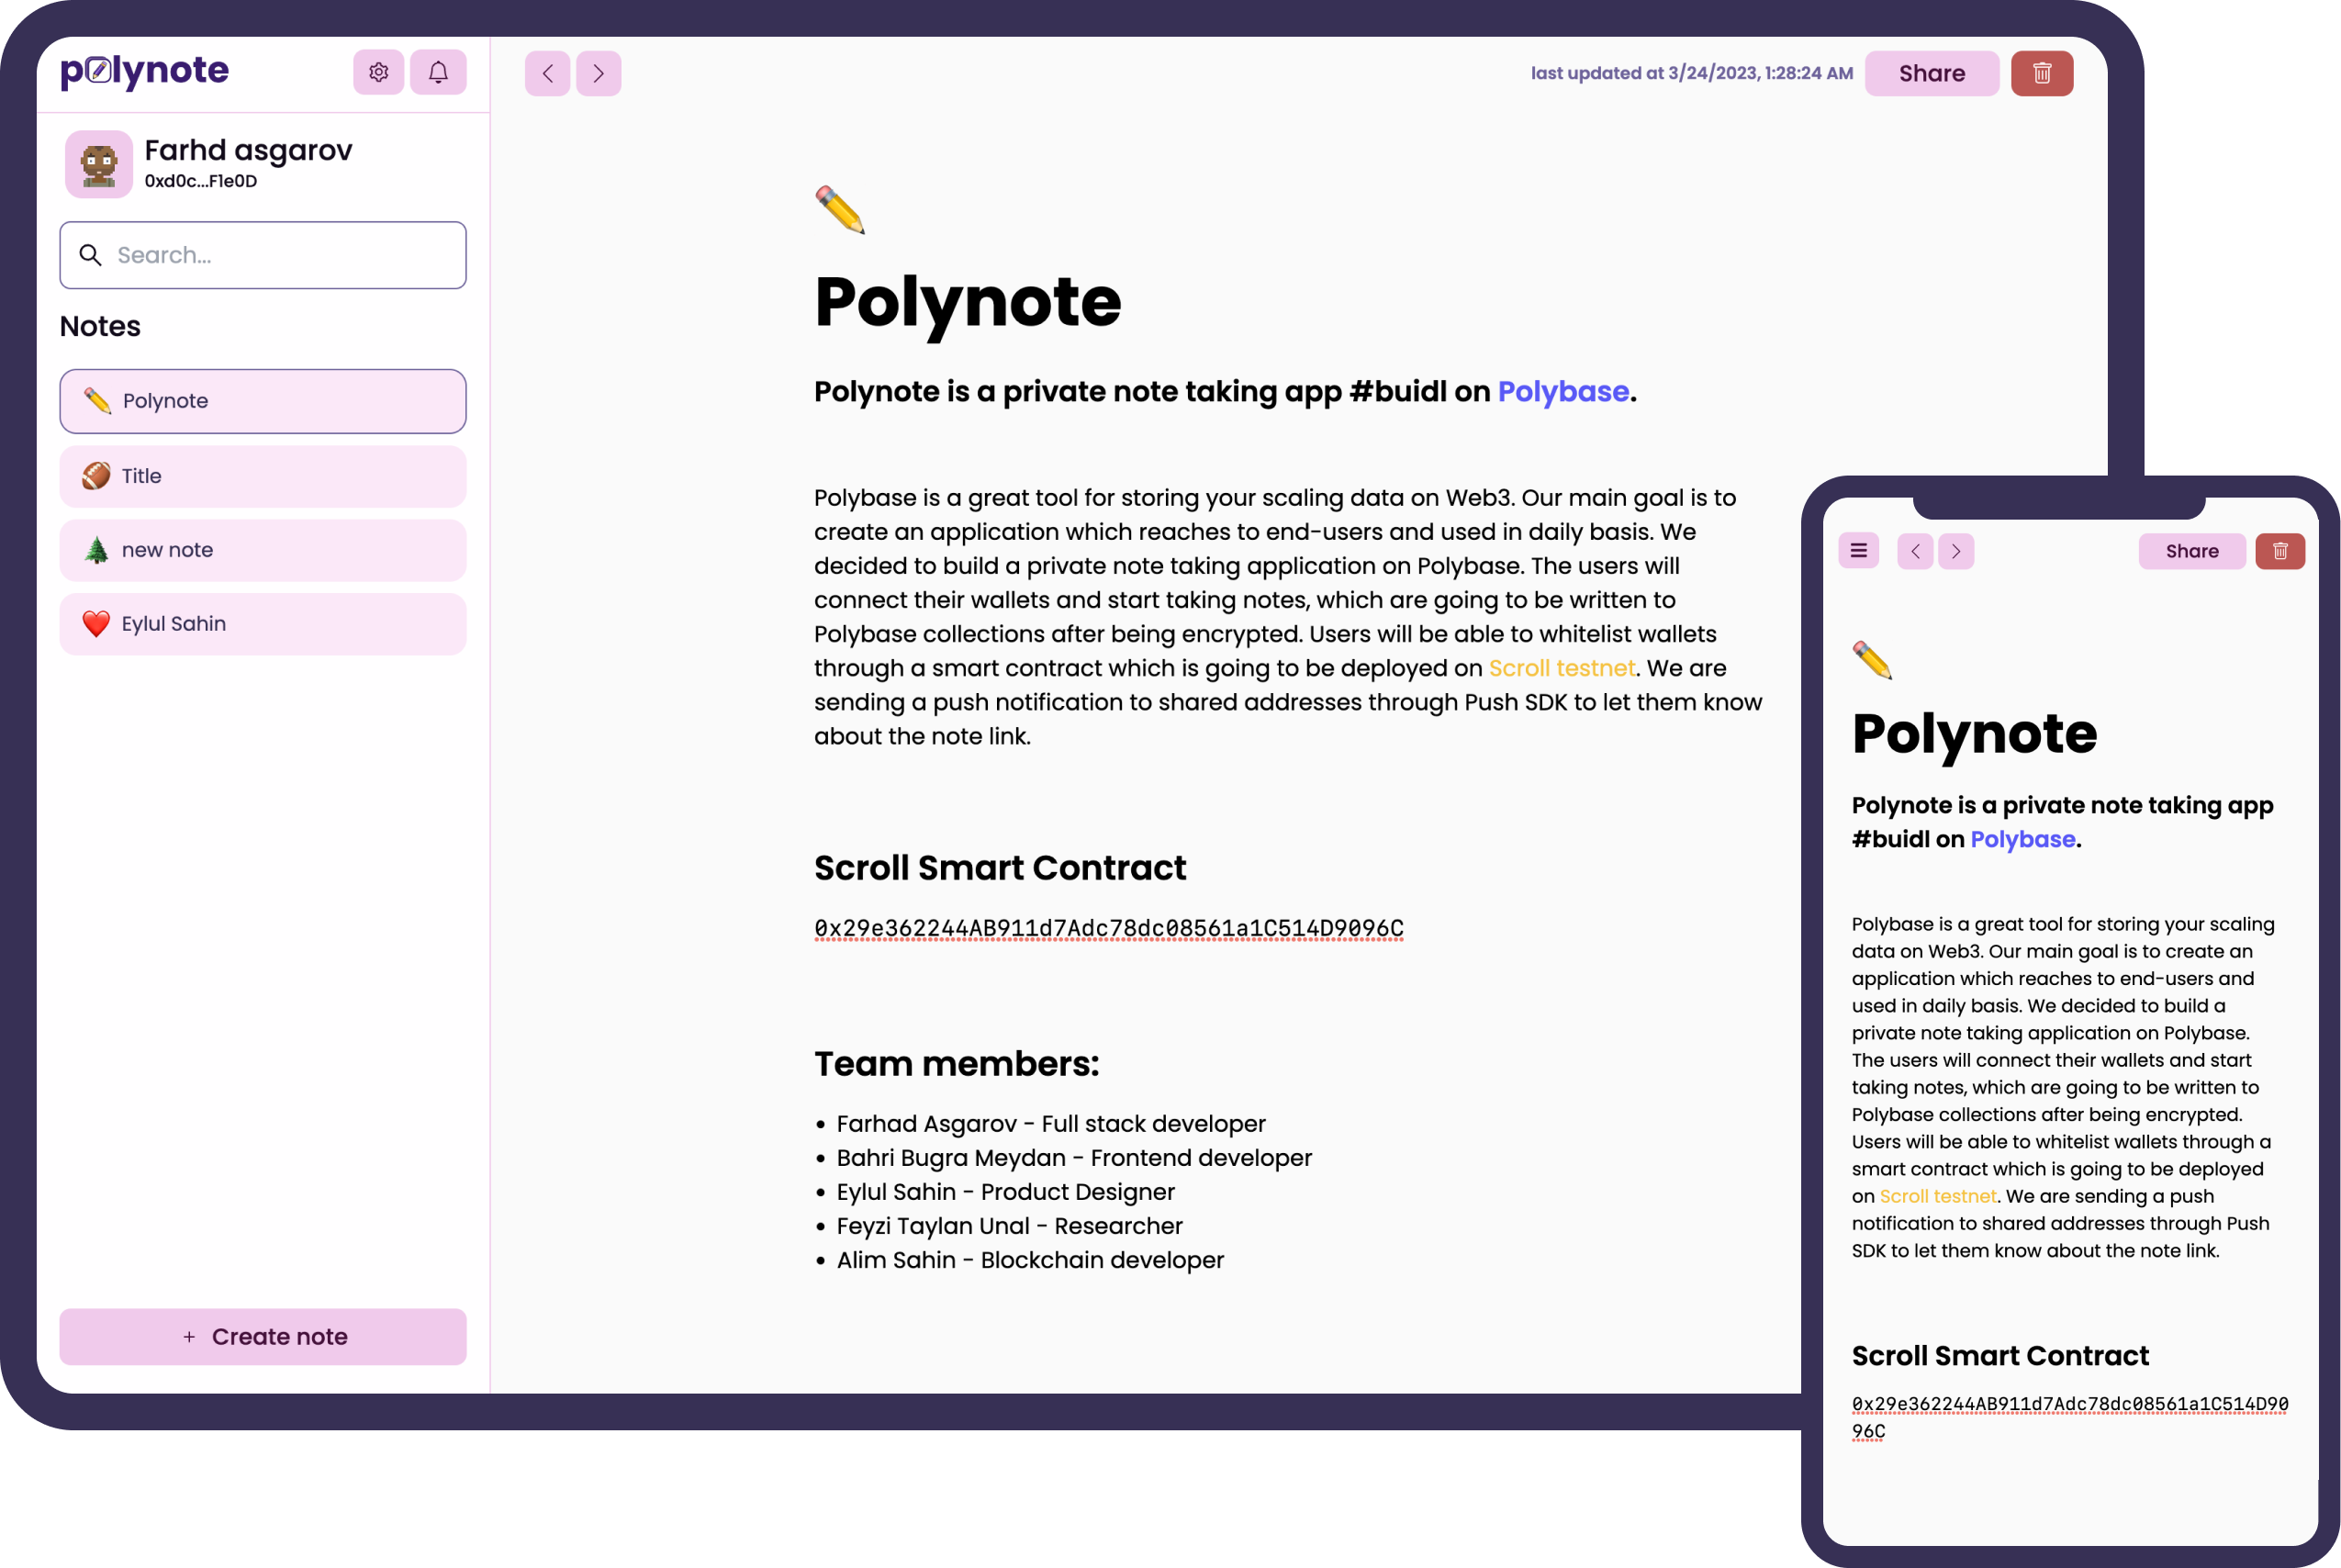 polynote
Farhd asgarov
0xd0c...F1e0D
Search...
Notes
Polynote
Title
new note
Eylul Sahin
+ Create note
last updated at 3/24/2023, 1:28:24 AM
Share
Polynote
Polynote is a private note taking app #buidl on Polybase.
Polybase is a great tool for storing your scaling data on Web3. Our main goal is to
create an application which reaches to end-users and used in daily basis. We
decided to build a private note taking application on Polybase. The users will
connect their wallets and start taking notes, which are going to be written to
Polybase collections after being encrypted. Users will be able to whitelist wallets
through a smart contract which is going to be deployed on Scroll testnet. We are
sending a push notification to shared addresses through Push SDK to let them know
about the note link.
Scroll Smart Contract
0x29e362244AB911d7Adc78dc08561a1C514D9096C
Team members:
• Farhad Asgarov - Full stack developer
• Bahri Bugra Meydan - Frontend developer
• Eylul Sahin - Product Designer
• Feyzi Taylan Unal - Researcher
• Alim Sahin - Blockchain developer
Share
Polynote
Polynote is a private note taking app
#buidl on Polybase.
Polybase is a great tool for storing your scaling
data on Web3. Our main goal is to create an
application which reaches to end-users and
used in daily basis. We decided to build a
private note taking application on Polybase.
The users will connect their wallets and start
taking notes, which are going to be written to
Polybase collections after being encrypted.
Users will be able to whitelist wallets through a
smart contract which is going to be deployed
on Scroll testnet. We are sending a push
notification to shared addresses through Push
SDK to let them know about the note link.
Scroll Smart Contract
0x29e362244AB911d7Adc78dc08561a1C514D90
96C